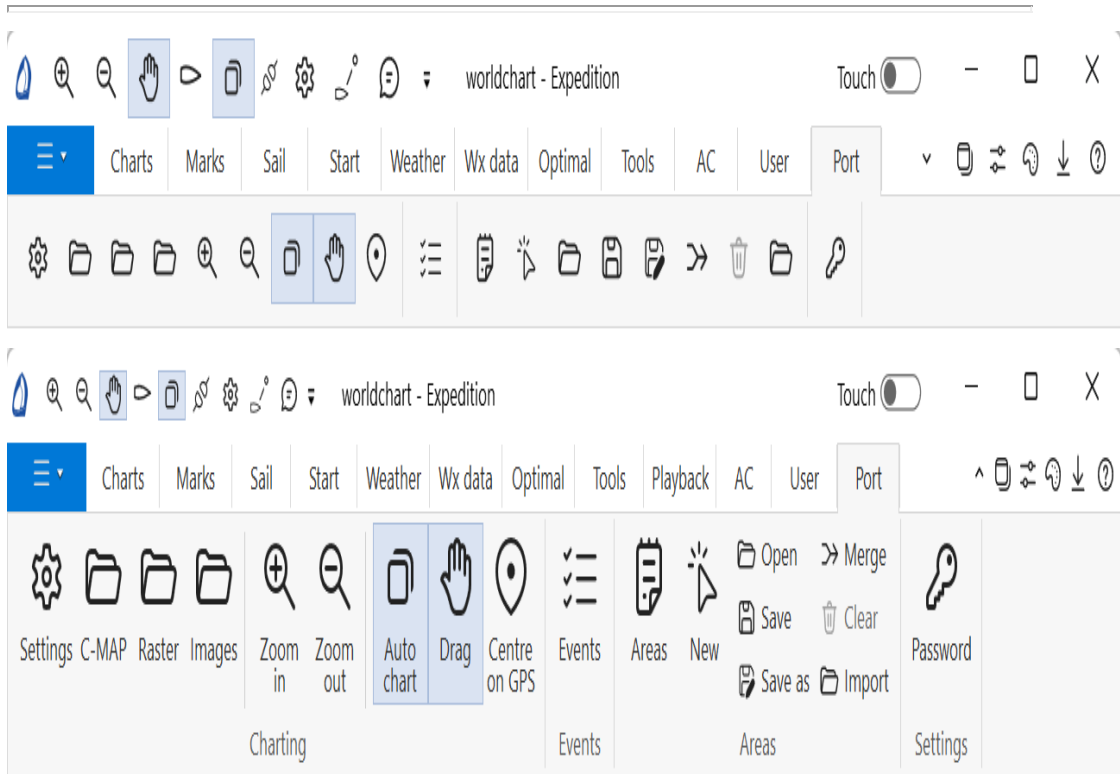 worldchart - Expedition Touch
Charts Marks Sail Start Weather Wx data Optimal Tools AC User Port
worldchart - Expedition Touch
Charts Marks Sail Start Weather Wx data Optimal Tools Playback AC User Port
Open Merge
Save Clear
Settings C-MAP Raster Images Zoom in Zoom out Auto chart Drag Centre on GPS Events Areas New Password
Save as Import
Charting Events Areas Settings